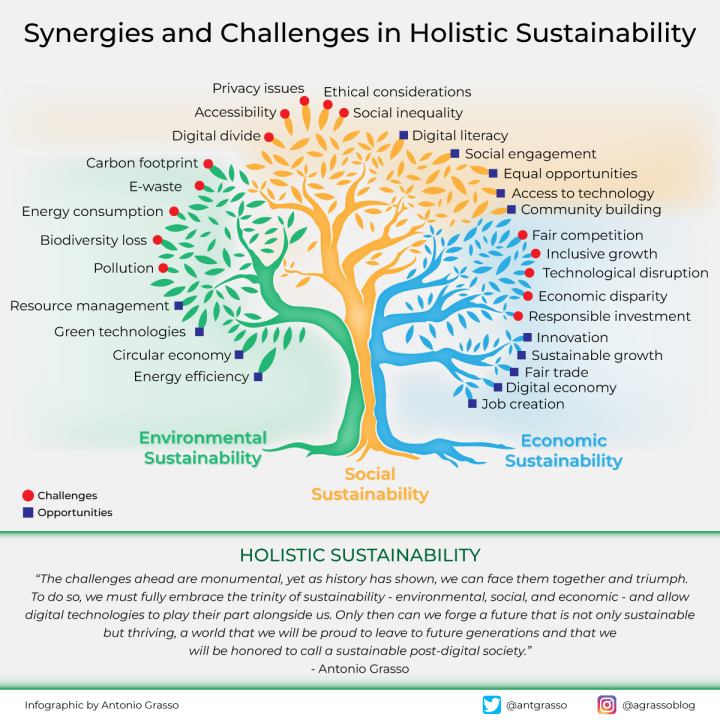 Synergies and Challenges in Holistic Sustainability
Privacy issues
Ethical considerations
Accessibility
Social inequality
Digital divide
Digital literacy
Social engagement
Carbon footprint
Equal opportunities
E-waste
Access to technology
Energy consumption
Community building
Biodiversity loss
Fair competition
Inclusive growth
Pollution
Technological disruption
Economic disparity
Resource management
Responsible investment
Green technologies
Innovation
Circular economy
Sustainable growth
Energy efficiency
Fair trade
Digital economy
Job creation
Environmental
Sustainability
Economic
Sustainability
Social
Sustainability
Challenges
Opportunities
HOLISTIC SUSTAINABILITY
“The challenges ahead are monumental, yet as history has shown, we can face them together and triumph.
To do so, we must fully embrace the trinity of sustainability - environmental, social, and economic - and allow
digital technologies to play their part alongside us. Only then can we forge a future that is not only sustainable
but thriving, a world that we will be proud to leave to future generations and that we
will be honored to call a sustainable post-digital society.”
- Antonio Grasso
Infographic by Antonio Grasso
@antgrasso
@agrassoblog